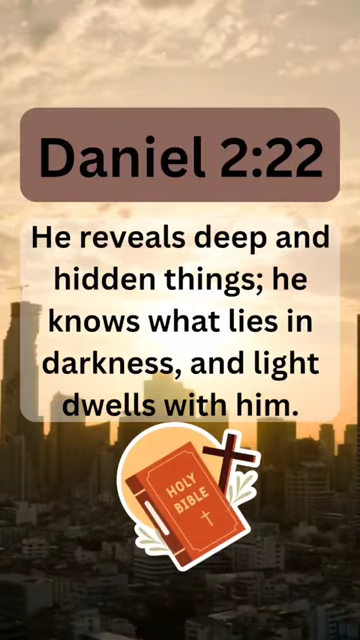 Daniel 2:22
He reveals deep and
hidden things; he
knows what lies in
darkness, and light
dwells with him.
HOLY
BIBLE